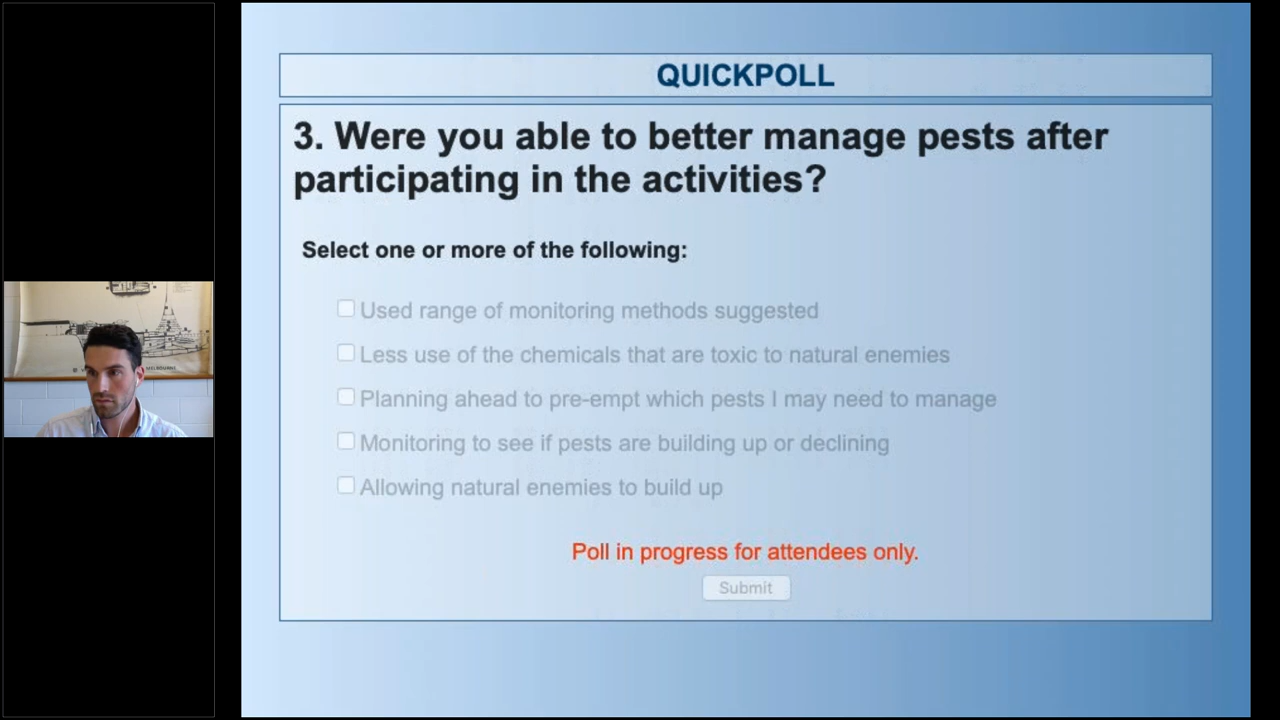 QUICKPOLL
3. Were you able to better manage pests after
participating in the activities?
Select one or more of the following:
Used range of monitoring methods suggested
Less use of the chemicals that are toxic to natural enemies
Planning ahead to pre-empt which pests I may need to manage
Monitoring to see if pests are building up or declining
Allowing natural enemies to build up
Poll in progress for attendees only.
Submit
MELBOURNE